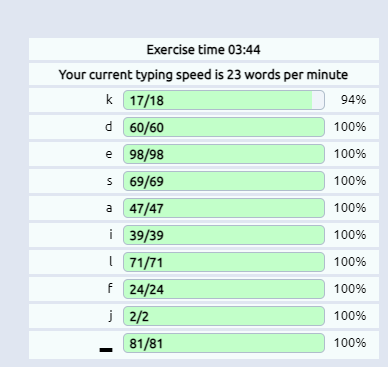 Exercise time 03:44
Your current typing speed is 23 words per minute
k 17/18 94%
d 60/60 100%
e 98/98 100%
s 69/69 100%
a 47/47 100%
i 39/39 100%
l 71/71 100%
f 24/24 100%
j 2/2 100%
_ 81/81 100%